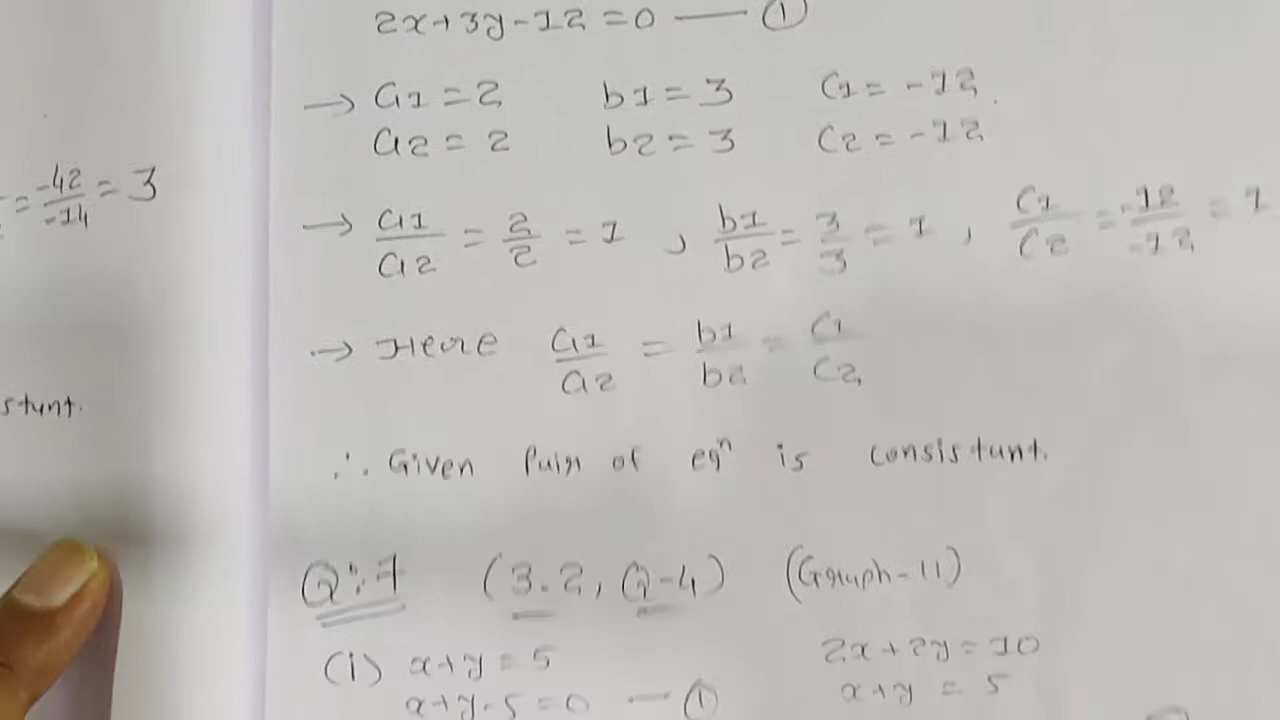 2x+3y-12=0 — ①
→ a1=2 b1=3 c1=-12
a2=2 b2=3 c2=-12
=-42/-14=3
→ a1/a2=2/2=1, b1/b2=3/3=1, c1/c2=-12/-12=1
→ Here a1/a2=b1/b2=c1/c2
stunt.
∴ Given Pair of eqⁿ is consistant.
Q:7 (3.2, Q-4) (Graph-11)
(i) x+y=5 2x+2y=10
x+y-5=0 — ① x+y=5